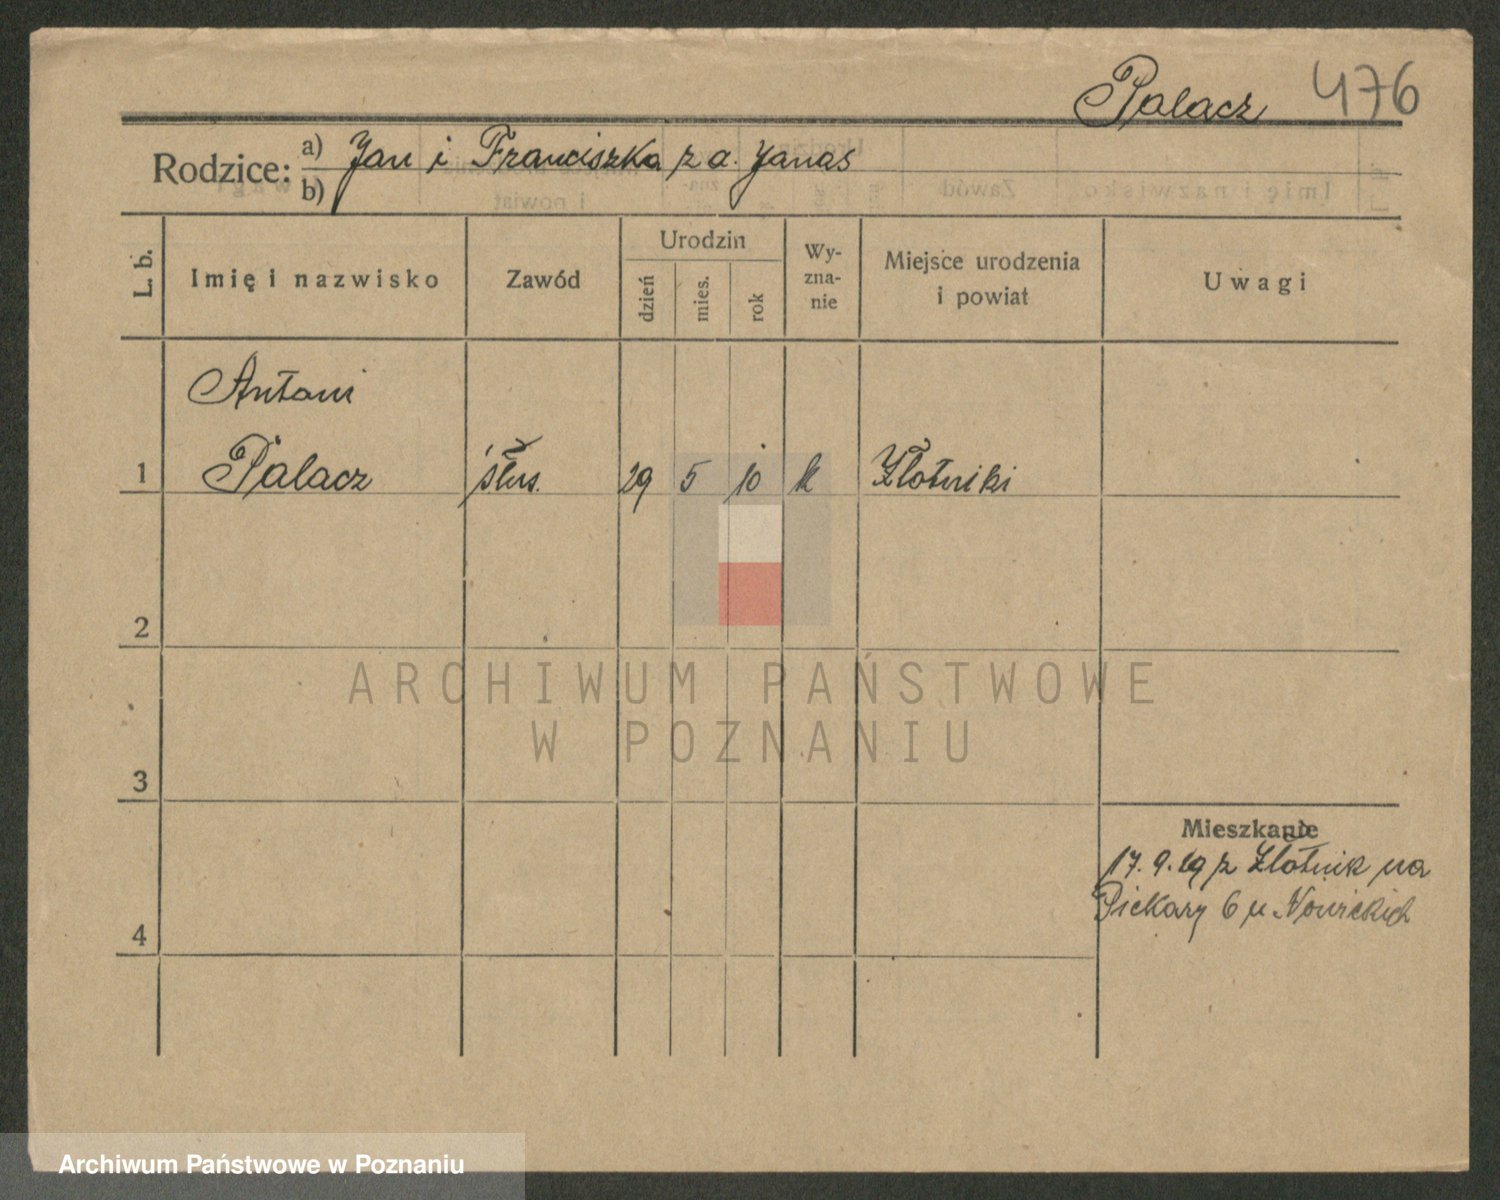 Palacz 476
Rodzice: a) Jan i Franciszka z d. Janas
b)
L. b.
Imię i nazwisko
Zawód
Urodzin
dzień
mies.
rok
Wy-
zna-
nie
Miejsce urodzenia
i powiat
Uwagi
Antoni
1 Palacz ślus. 29 5 10 k Złotniki
2
3
4
Mieszkanie
17.9.29 z Złotnik na
Piekary 6 u Nowickich
ARCHIWUM PAŃSTWOWE
W POZNANIU
Archiwum Państwowe w Poznaniu